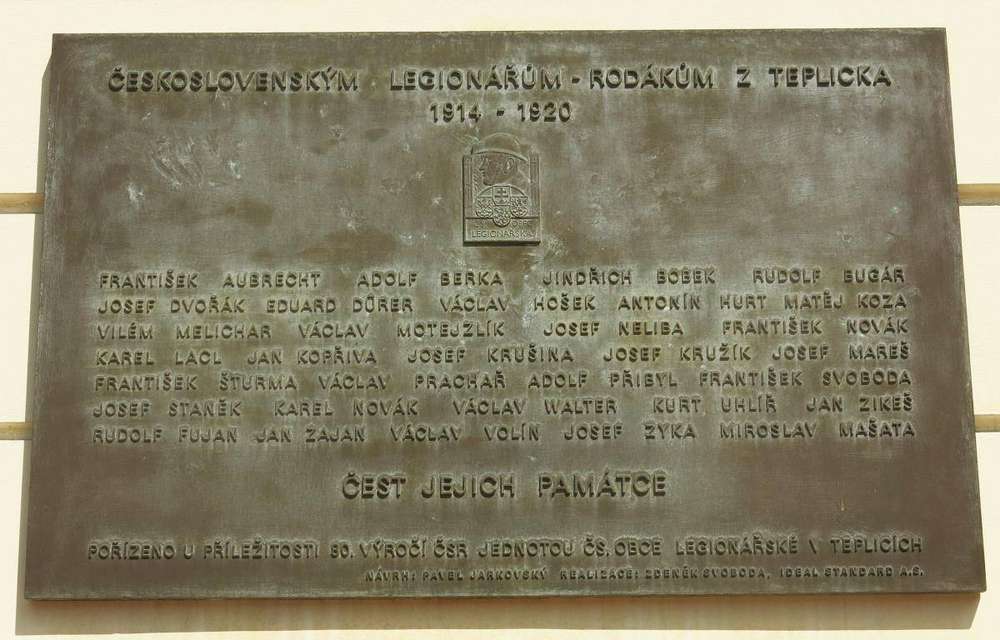 ČESKOSLOVENSKÝM LEGIONÁŘŮM - RODÁKŮM Z TEPLICKA
1914 - 1920
LEGIONÁŘSKÁ
FRANTIŠEK AUBRECHT ADOLF BERKA JINDŘICH BOBEK RUDOLF BUGÁR
JOSEF DVOŘÁK EDUARD DÜRER VÁCLAV HOŠEK ANTONÍN HURT MATĚJ KOZA
VILÉM MELICHAR VÁCLAV MOTEJZLÍK JOSEF NELIBA FRANTIŠEK NOVÁK
KAREL LACL JAN KOPŘIVA JOSEF KRUŠINA JOSEF KRUŽÍK JOSEF MAREŠ
FRANTIŠEK ŠTURMA VÁCLAV PRACHAŘ ADOLF PŘIBYL FRANTIŠEK SVOBODA
JOSEF STANĚK KAREL NOVÁK VÁCLAV WALTER KURT UHLÍŘ JAN ZIKEŠ
RUDOLF FUJAN JAN ZAJAN VÁCLAV VOLÍN JOSEF ZYKA MIROSLAV MAŠATA
ČEST JEJICH PAMÁTCE
POŘÍZENO U PŘÍLEŽITOSTI 80. VÝROČÍ ČSR JEDNOTOU ČS. OBCE LEGIONÁŘSKÉ V TEPLICÍCH
NÁVRH: PAVEL JARKOVSKÝ REALIZACE: ZDENĚK SVOBODA, IDEAL STANDARD A.S.